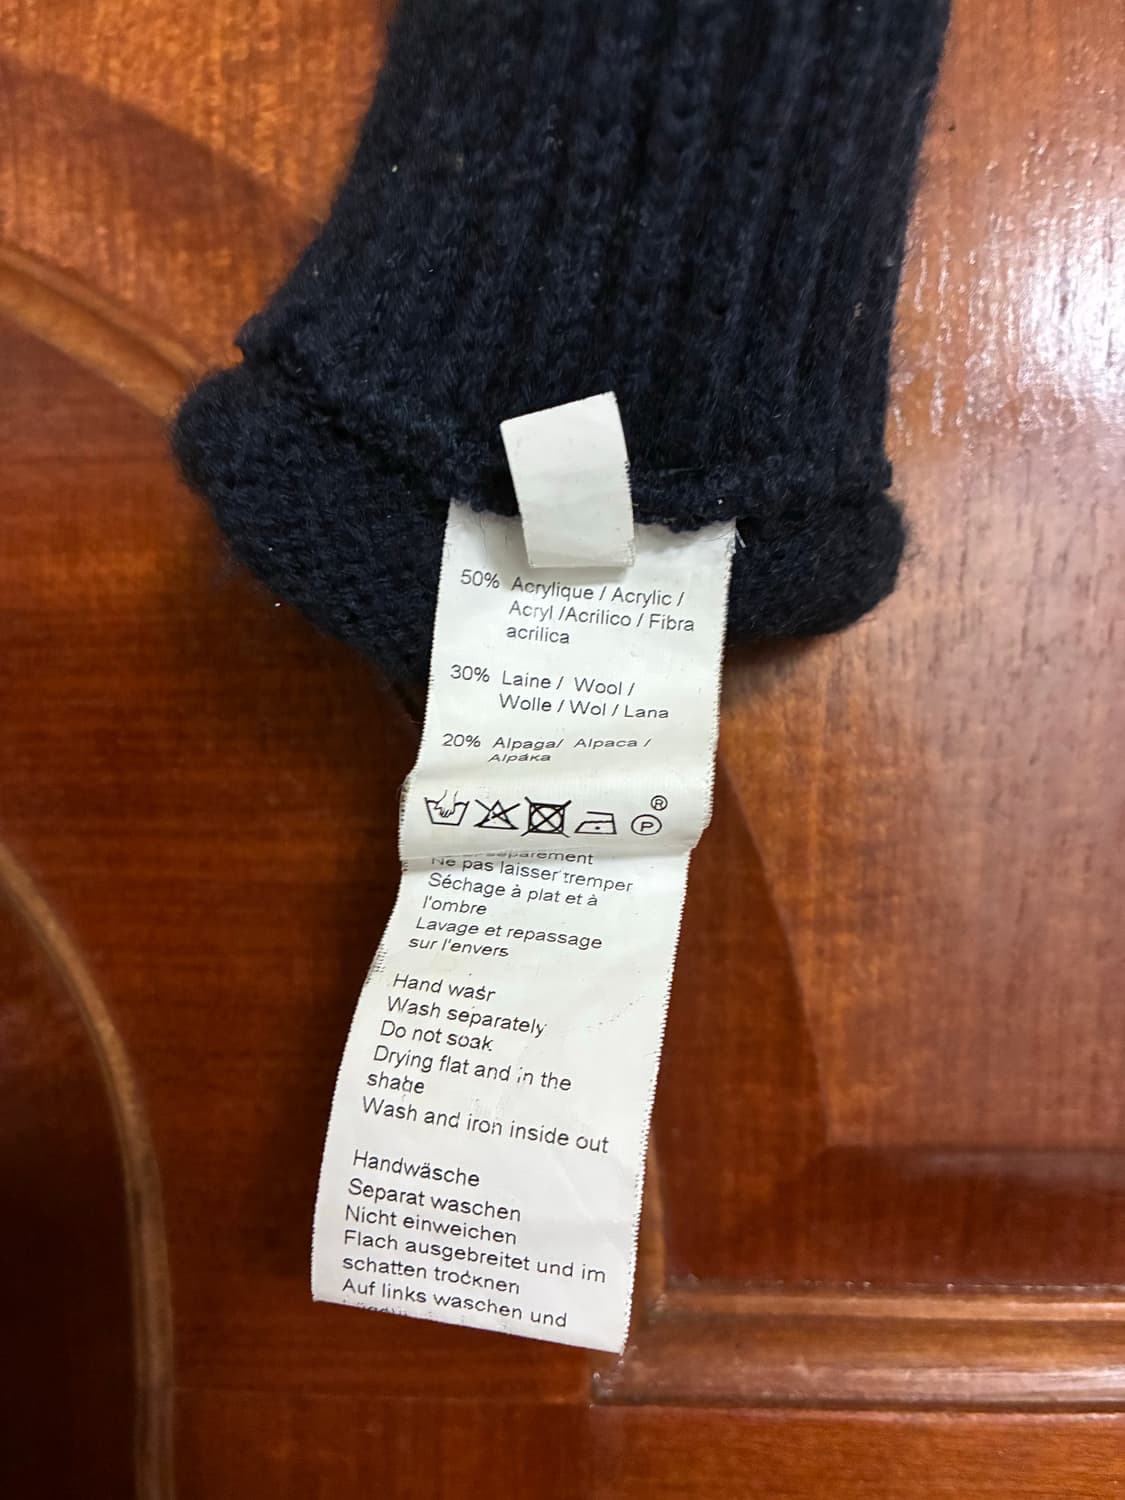 50% Acrylique / Acrylic /
Acryl /Acrilico / Fibra
acrilica
30% Laine / Wool /
Wolle / Wol / Lana
20% Alpaga/ Alpaca /
Alpaka
®
P
séparément
Ne pas laisser tremper
Séchage à plat et à
l'ombre
Lavage et repassage
sur l'envers
Hand wash
Wash separately
Do not soak
Drying flat and in the
shade
Wash and iron inside out
Handwäsche
Separat waschen
Nicht einweichen
Flach ausgebreitet und im
schatten trocknen
Auf links waschen und